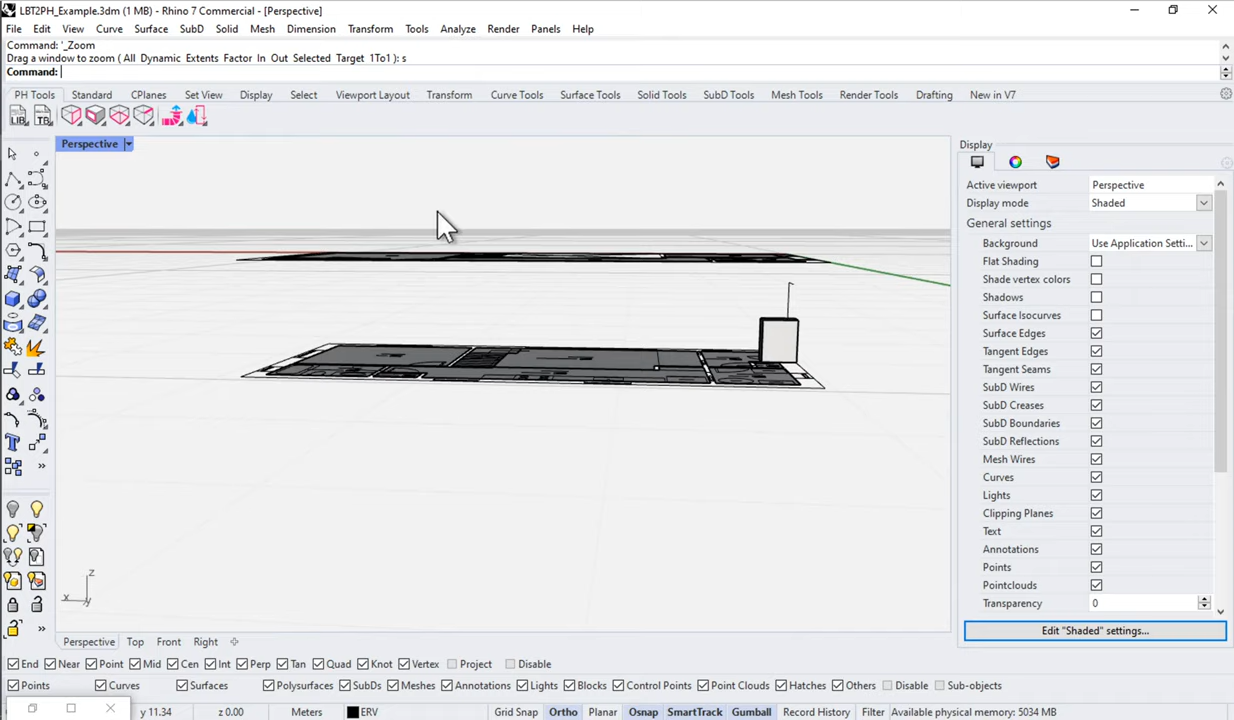 LBT2PH_Example.3dm (1 MB) - Rhino 7 Commercial - [Perspective]
File Edit View Curve Surface SubD Solid Mesh Dimension Transform Tools Analyze Render Panels Help
Command: '_Zoom
Drag a window to zoom ( All Dynamic Extents Factor In Out Selected Target 1To1 ): s
Command:
PH Tools Standard CPlanes Set View Display Select Viewport Layout Transform Curve Tools Surface Tools Solid Tools SubD Tools Mesh Tools Render Tools Drafting New in V7
LIB TB
Perspective
Display
Active viewport Perspective
Display mode Shaded
General settings
Background Use Application Setti...
Flat Shading
Shade vertex colors
Shadows
Surface Isocurves
Surface Edges
Tangent Edges
Tangent Seams
SubD Wires
SubD Creases
SubD Boundaries
SubD Reflections
Mesh Wires
Curves
Lights
Clipping Planes
Text
Annotations
Points
Pointclouds
Transparency 0
Edit "Shaded" settings...
z
x y
Perspective Top Front Right
End Near Point Mid Cen Int Perp Tan Quad Knot Vertex Project Disable
Points Curves Surfaces Polysurfaces SubDs Meshes Annotations Lights Blocks Control Points Point Clouds Hatches Others Disable Sub-objects
y 11.34 z 0.00 Meters ERV Grid Snap Ortho Planar Osnap SmartTrack Gumball Record History Filter Available physical memory: 5034 MB